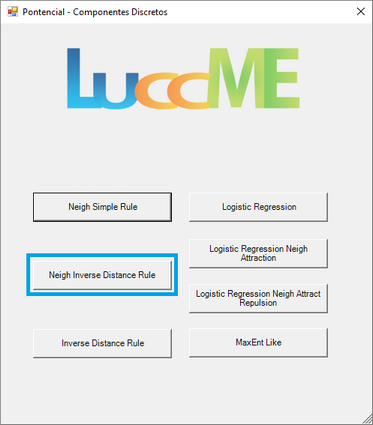 Pontencial - Componentes Discretos
LuccME
Neigh Simple Rule
Logistic Regression
Logistic Regression Neigh
Attraction
Neigh Inverse Distance Rule
Logistic Regression Neigh Attract
Repulsion
Inverse Distance Rule
MaxEnt Like